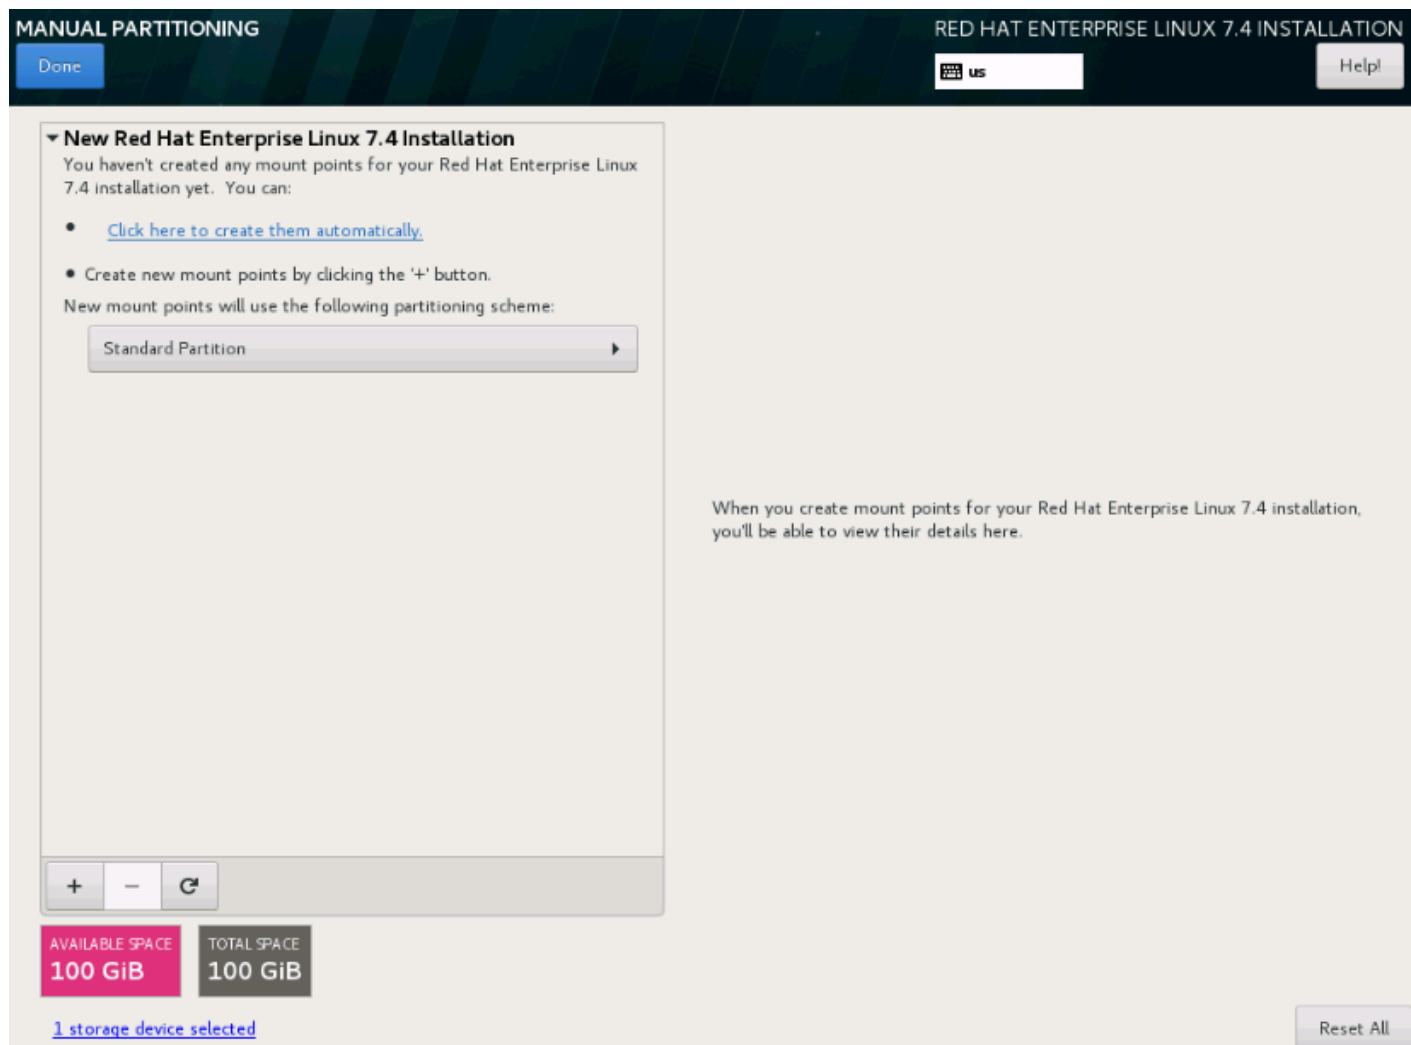 MANUAL PARTITIONING
RED HAT ENTERPRISE LINUX 7.4 INSTALLATION
Done
us
Help!
New Red Hat Enterprise Linux 7.4 Installation
You haven't created any mount points for your Red Hat Enterprise Linux
7.4 installation yet. You can:
• Click here to create them automatically.
• Create new mount points by clicking the '+' button.
New mount points will use the following partitioning scheme:
Standard Partition
When you create mount points for your Red Hat Enterprise Linux 7.4 installation,
you'll be able to view their details here.
+ −
AVAILABLE SPACE
100 GiB
TOTAL SPACE
100 GiB
1 storage device selected
Reset All